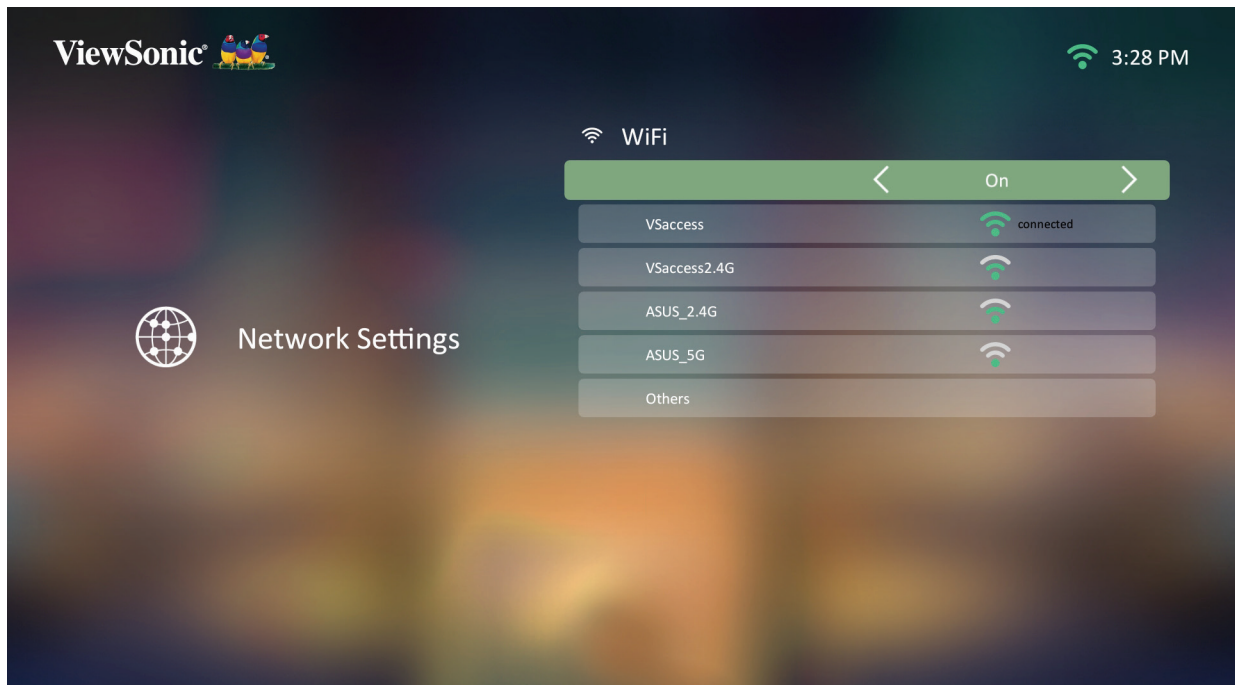 ViewSonic®
3:28 PM
WiFi
On
VSaccess connected
VSaccess2.4G
ASUS_2.4G
Network Settings
ASUS_5G
Others